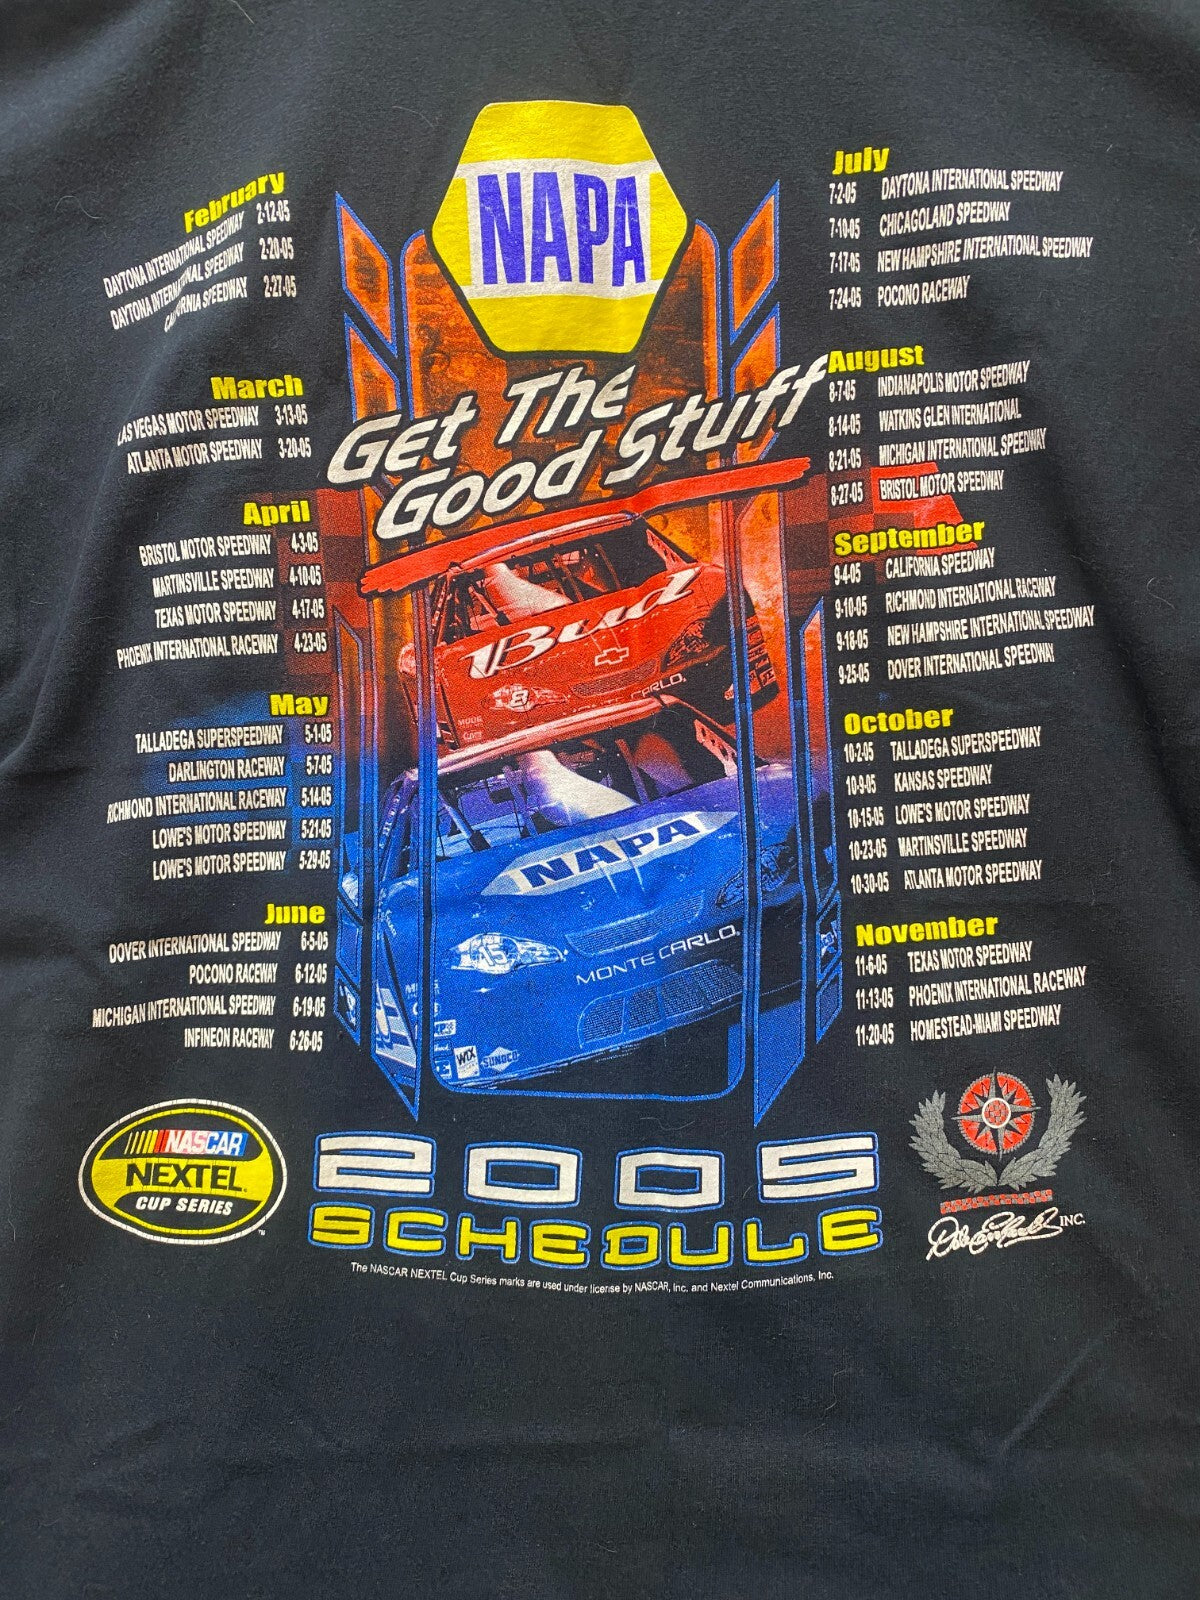 NAPA
Get The
Good Stuff
February
DAYTONA INTERNATIONAL SPEEDWAY 2-12-05
DAYTONA INTERNATIONAL SPEEDWAY 2-20-05
CALIFORNIA SPEEDWAY 2-27-05
March
LAS VEGAS MOTOR SPEEDWAY 3-13-05
ATLANTA MOTOR SPEEDWAY 3-20-05
April
BRISTOL MOTOR SPEEDWAY 4-3-05
MARTINSVILLE SPEEDWAY 4-10-05
TEXAS MOTOR SPEEDWAY 4-17-05
PHOENIX INTERNATIONAL RACEWAY 4-23-05
May
TALLADEGA SUPERSPEEDWAY 5-1-05
DARLINGTON RACEWAY 5-7-05
RICHMOND INTERNATIONAL RACEWAY 5-14-05
LOWE'S MOTOR SPEEDWAY 5-21-05
LOWE'S MOTOR SPEEDWAY 5-29-05
June
DOVER INTERNATIONAL SPEEDWAY 6-5-05
POCONO RACEWAY 6-12-05
MICHIGAN INTERNATIONAL SPEEDWAY 6-19-05
INFINEON RACEWAY 6-26-05
July
7-2-05 DAYTONA INTERNATIONAL SPEEDWAY
7-10-05 CHICAGOLAND SPEEDWAY
7-17-05 NEW HAMPSHIRE INTERNATIONAL SPEEDWAY
7-24-05 POCONO RACEWAY
August
8-7-05 INDIANAPOLIS MOTOR SPEEDWAY
8-14-05 WATKINS GLEN INTERNATIONAL
8-21-05 MICHIGAN INTERNATIONAL SPEEDWAY
8-27-05 BRISTOL MOTOR SPEEDWAY
September
9-4-05 CALIFORNIA SPEEDWAY
9-10-05 RICHMOND INTERNATIONAL RACEWAY
9-18-05 NEW HAMPSHIRE INTERNATIONAL SPEEDWAY
9-25-05 DOVER INTERNATIONAL SPEEDWAY
October
10-2-05 TALLADEGA SUPERSPEEDWAY
10-9-05 KANSAS SPEEDWAY
10-15-05 LOWE'S MOTOR SPEEDWAY
10-23-05 MARTINSVILLE SPEEDWAY
10-30-05 ATLANTA MOTOR SPEEDWAY
November
11-6-05 TEXAS MOTOR SPEEDWAY
11-13-05 PHOENIX INTERNATIONAL RACEWAY
11-20-05 HOMESTEAD-MIAMI SPEEDWAY
Bud
8
CARLO
NAPA
15
MONTE CARLO
WIX
SUNOCO
NASCAR
NEXTEL
CUP SERIES
2005
SCHEDULE
Dale Earnhardt INC.
The NASCAR NEXTEL Cup Series marks are used under license by NASCAR, Inc. and Nextel Communications, Inc.